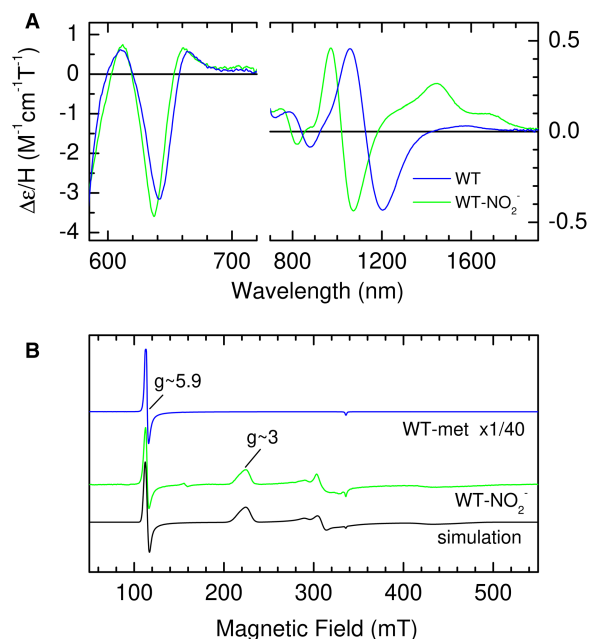 A
Δε/H (M⁻¹cm⁻¹T⁻¹)
1
0
-1
-2
-3
-4
0.5
0.0
-0.5
WT
WT-NO₂⁻
600 700 800 1200 1600
Wavelength (nm)
B
g~5.9
g~3
WT-met x1/40
WT-NO₂⁻
simulation
100 200 300 400 500
Magnetic Field (mT)